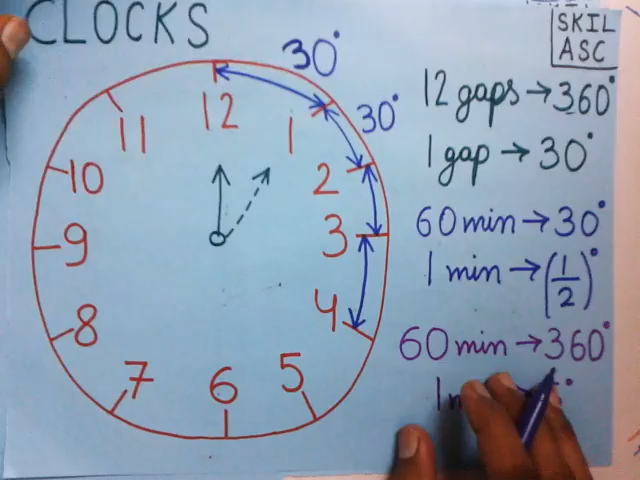 CLOCKS
SKIL
ASC
30°
30°
12
1
2
3
4
5
6
7
8
9
10
11
12 gaps→360°
1 gap → 30°
60 min → 30°
1 min → (1/2)°
60 min → 360°